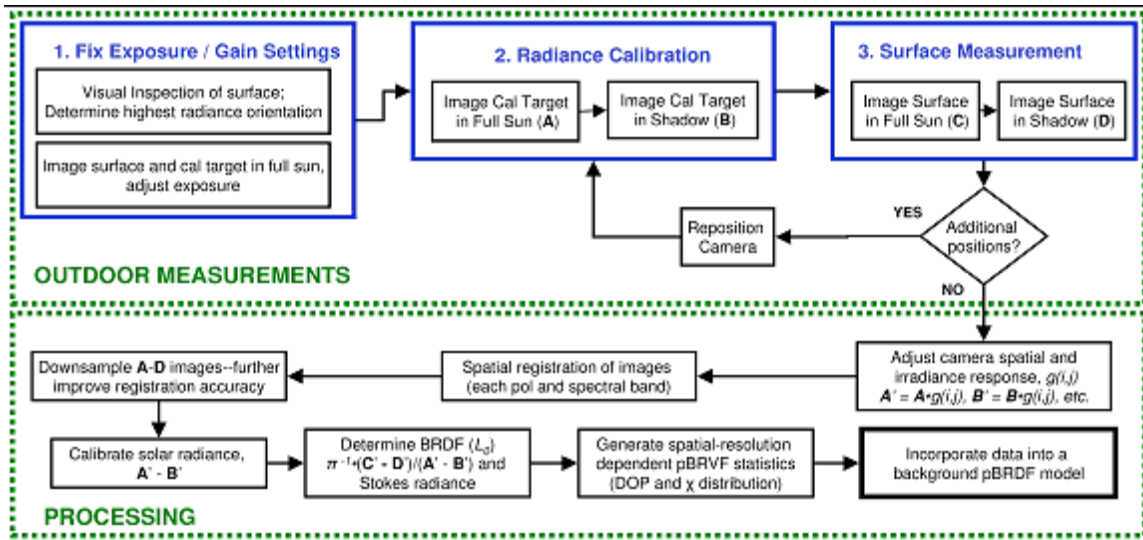 1. Fix Exposure / Gain Settings
Visual Inspection of surface;
Determine highest radiance orientation
Image surface and cal target in full sun,
adjust exposure
2. Radiance Calibration
Image Cal Target
in Full Sun (A)
Image Cal Target
in Shadow (B)
3. Surface Measurement
Image Surface
in Full Sun (C)
Image Surface
in Shadow (D)
Additional
positions?
YES
Reposition
Camera
NO
OUTDOOR MEASUREMENTS
Adjust camera spatial and
irradiance response, g(i,j)
A' = A•g(i,j), B' = B•g(i,j), etc.
Spatial registration of images
(each pol and spectral band)
Downsample A-D images--further
improve registration accuracy
Calibrate solar radiance,
A' - B'
Determine BRDF (Lσ)
π⁻¹•(C' - D')/(A' - B') and
Stokes radiance
Generate spatial-resolution
dependent pBRVF statistics
(DOP and χ distribution)
Incorporate data into a
background pBRDF model
PROCESSING